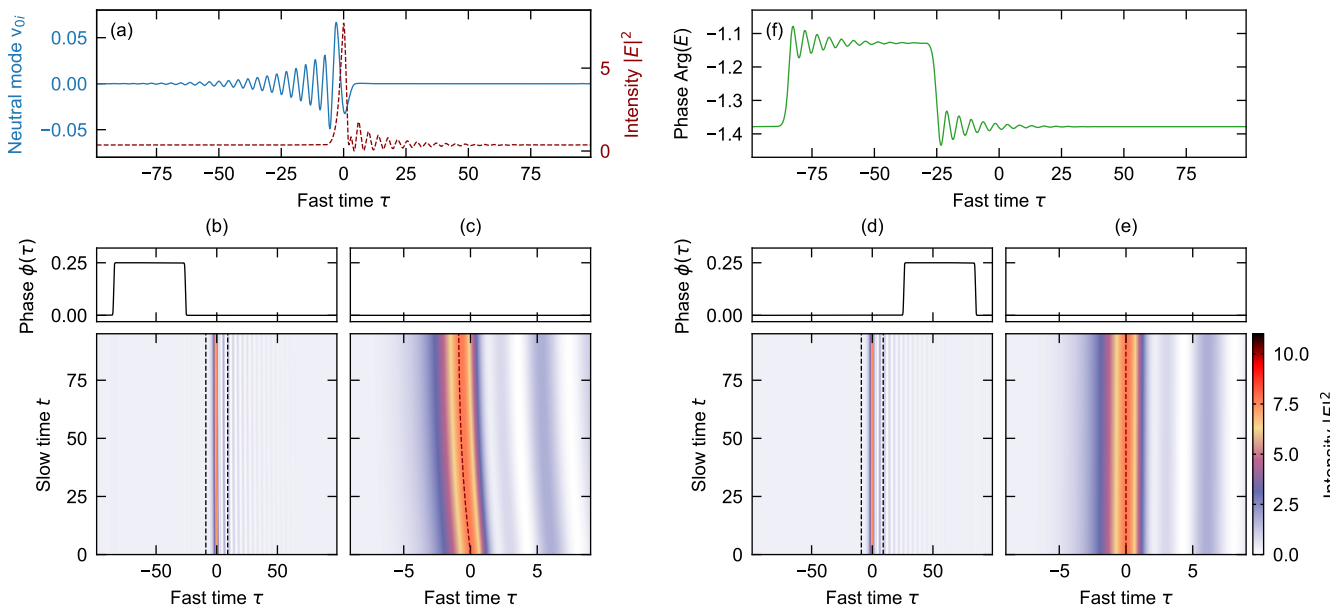 (a)
Neutral mode v₀ᵢ
0.05
0.00
−0.05
5
0
Intensity |E|²
−75 −50 −25 0 25 50 75
Fast time τ
(f)
Phase Arg(E)
−1.1
−1.2
−1.3
−1.4
−75 −50 −25 0 25 50 75
Fast time τ
(b) (c)
Phase ϕ(τ)
0.25
0.00
Slow time t
75
50
25
0
−50 0 50
Fast time τ
−5 0 5
Fast time τ
(d) (e)
Phase ϕ(τ)
0.25
0.00
Slow time t
75
50
25
0
−50 0 50
Fast time τ
−5 0 5
Fast time τ
10.0
7.5
5.0
2.5
0.0
Intensity |E|²